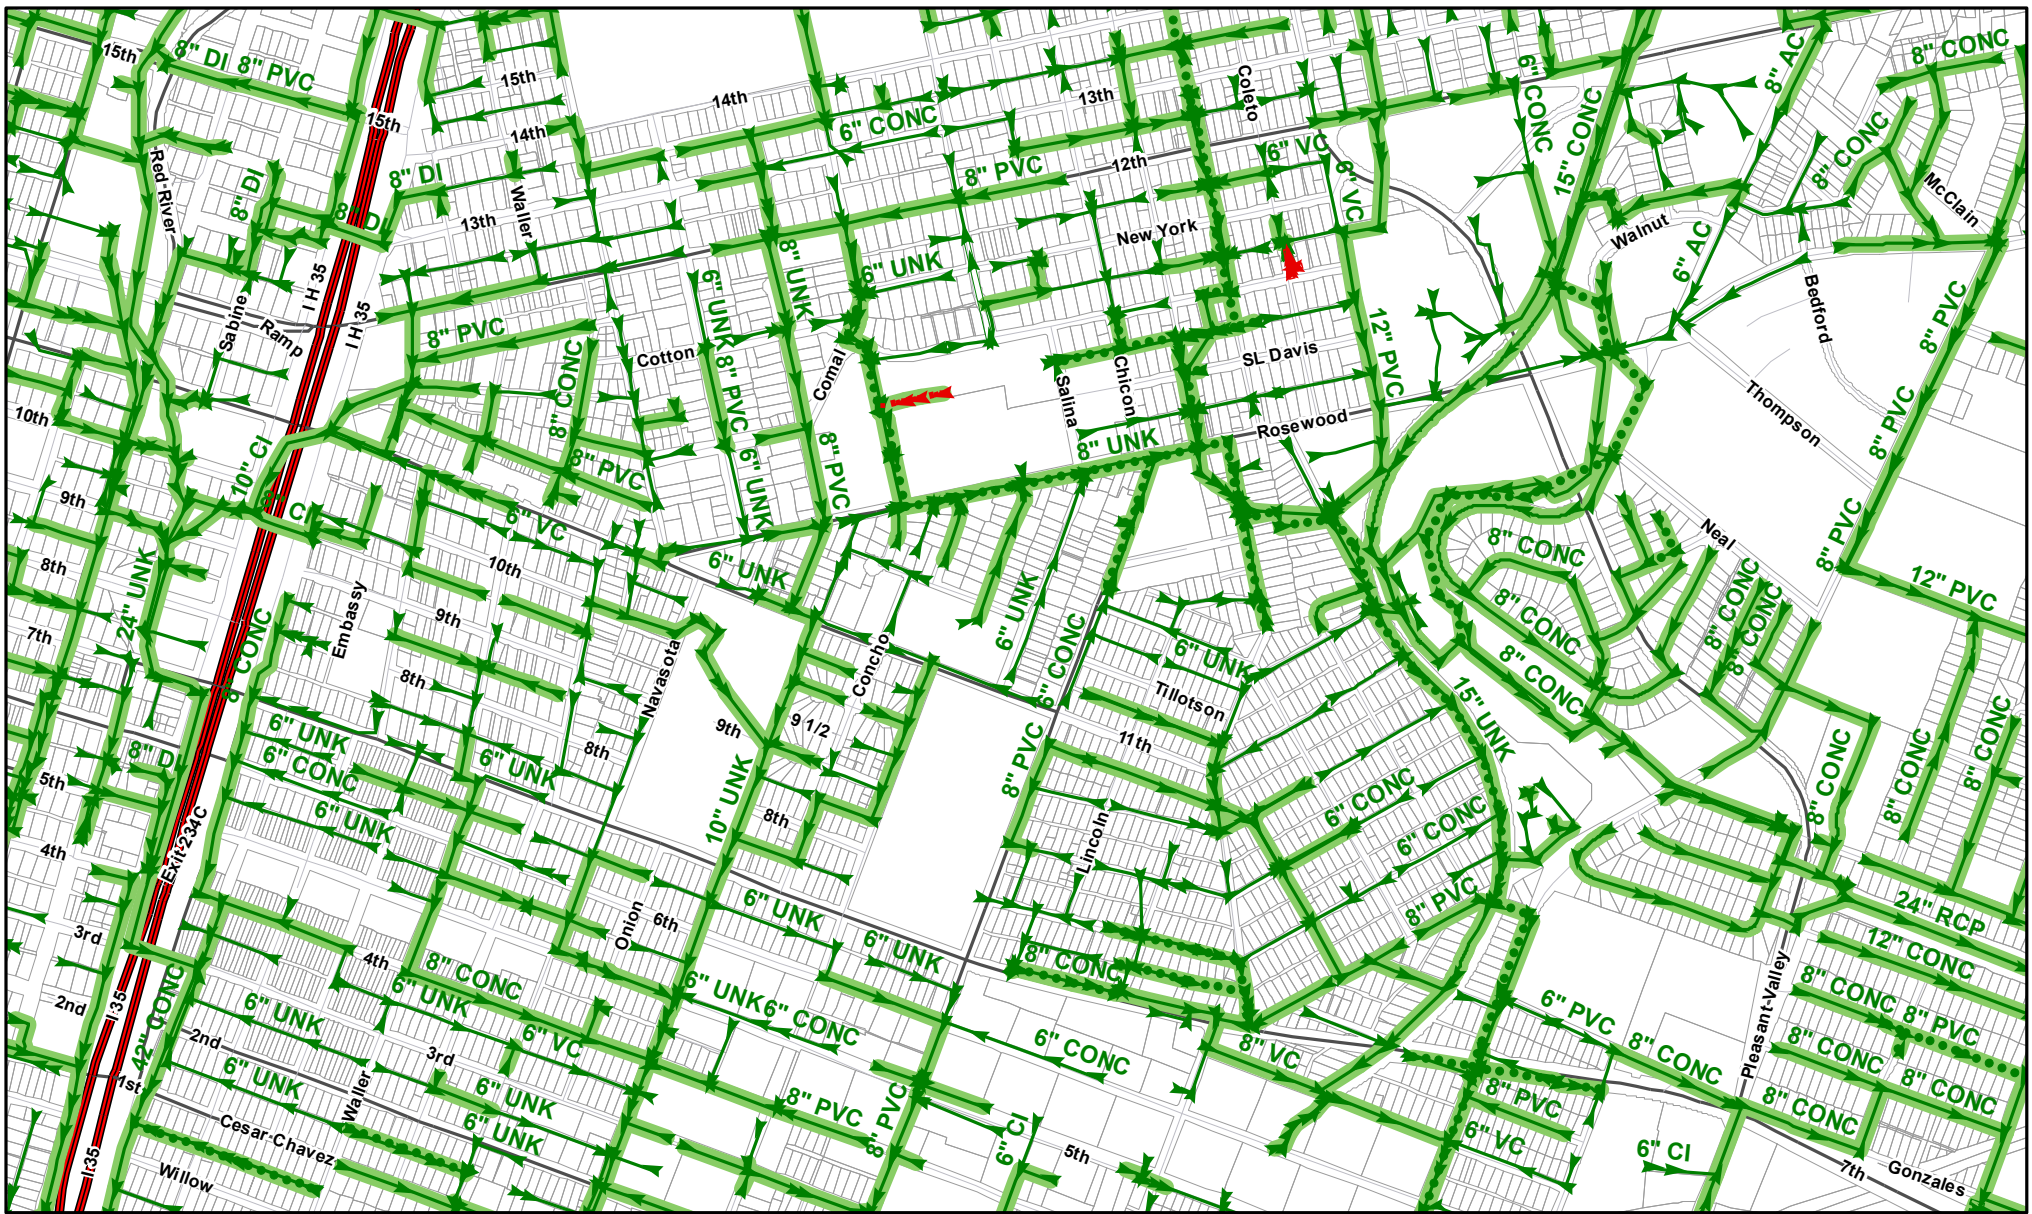 15th
8" DI
8" PVC
15th
15th
14th
14th
6" CONC
13th
Coleto
6" CONC
15" CONC
8" AC
8" CONC
8" CONC
McClain
Red-River
8" DI
8" DI
8" DI
Waller
13th
8" PVC
12th
6" VC
8" VC
New York
Walnut
6" AC
Bedford
I H 35
I H 35
Sabine
Ramp
8" PVC
6" UNK
8" UNK
6" UNK
Cotton
8" CONC
8" PVC
Comal
SL Davis
12" PVC
Chicon
Salina
8" UNK
Rosewood
Thompson
8" PVC
8" PVC
8" PVC
10th
10" CI
8" CI
9th
8" PVC
6" UNK
8" PVC
6" VC
6" UNK
Neal
8" CONC
8" CONC
8" CONC
8" CONC
8" CONC
12" PVC
8th
24" UNK
7th
8" CONC
Embassy
10th
9th
8th
Navasota
9th
9 1/2
Concho
6" UNK
6" CONC
6" UNK
Tillotson
11th
15" UNK
8" DI
5th
4th
6" UNK
6" CONC
6" UNK
6" UNK
8th
10" UNK
8th
8" PVC
Lincoln
6" CONC
6" CONC
8" PVC
8" CONC
8" CONC
8" CONC
24" RCP
12" CONC
Exit-234C
3rd
2nd
I-35
42" CONC
4th
8" CONC
6" UNK
6" UNK
6" VC
Onion
6th
6" UNK
6" UNK
6" UNK
6" CONC
8" CONC
6" CONC
8" VC
6" PVC
8" CONC
Pleasant-Valley
8" CONC
8" PVC
8" CONC
8" CONC
8" CONC
1st
2nd
6" UNK
Waller
3rd
6" UNK
6" UNK
8" PVC
8" PVC
6" CI
5th
8" PVC
6" VC
6" CI
7th
Gonzales
Cesar-Chavez
Willow
I-35